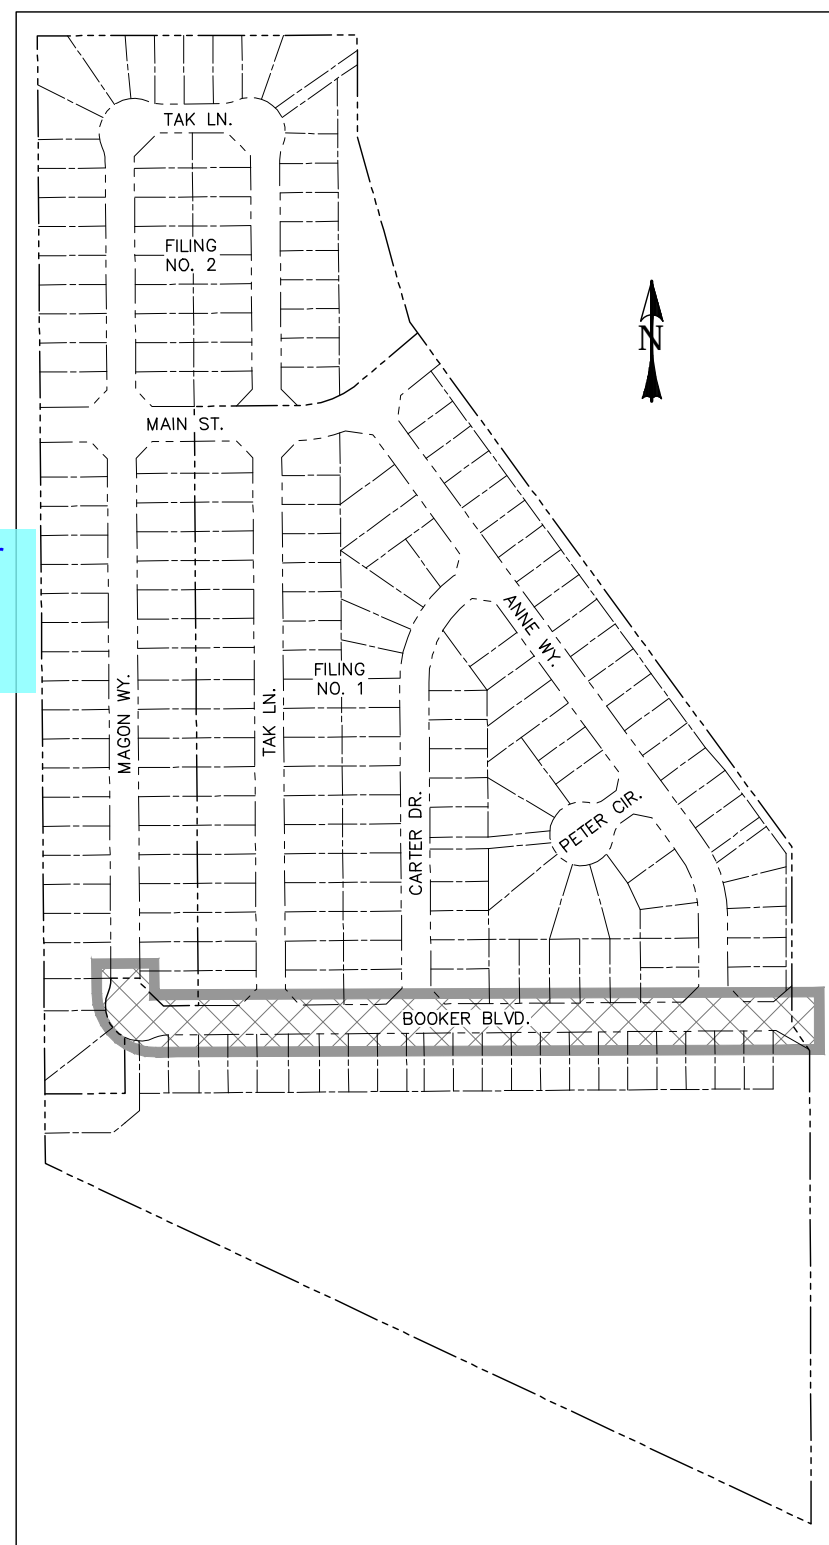 TAK LN.
FILING
NO. 2
N
MAIN ST.
ANNE WY.
FILING
NO. 1
MAGON WY.
TAK LN.
CARTER DR.
PETER CIR.
BOOKER BLVD.